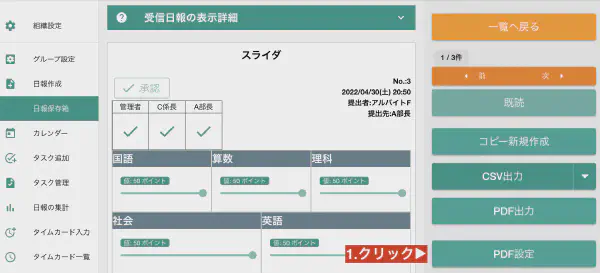 組織設定
グループ設定
日報作成
日報保存箱
カレンダー
タスク追加
タスク管理
日報の集計
タイムカード入力
タイムカード一覧
? 受信日報の表示詳細
スライダ
承認
No.:3
2022/04/30(土) 20:50
提出者:アルバイトF
提出先:A部長
管理者 C係長 A部長
国語 算数 理科
値: 50 ポイント 値: 50 ポイント 値: 50 ポイント
社会 英語
値: 50 ポイント 値: 50 ポイント
一覧へ戻る
1 / 3件
前 次
既読
コピー新規作成
CSV出力
PDF出力
1.クリック▶
PDF設定